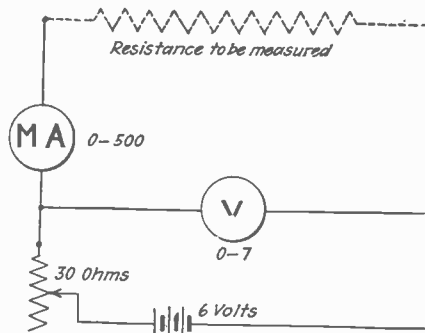 Resistance to be measured
MA
0-500
V
0-7
30 Ohms
6 Volts